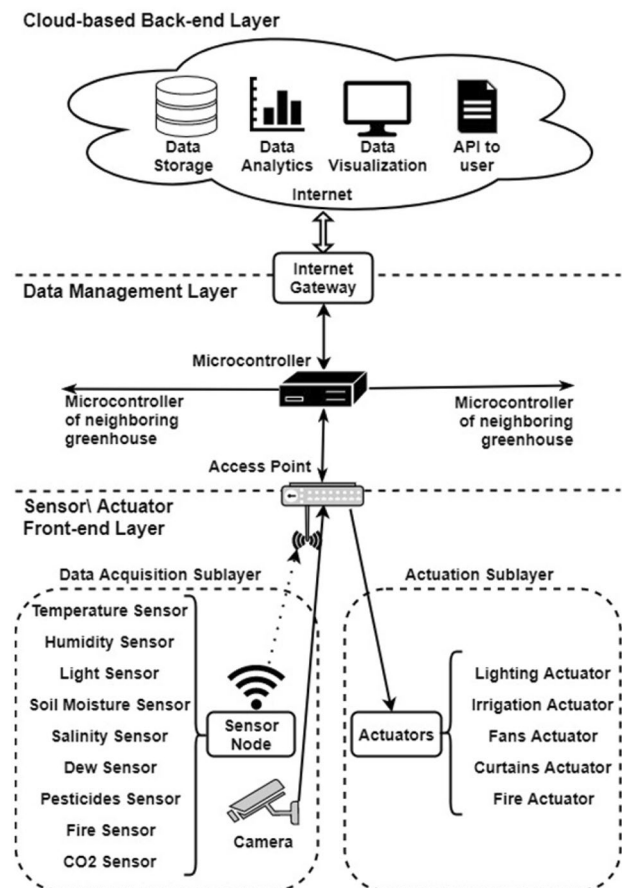 Cloud-based Back-end Layer
Data
Storage
Data
Analytics
Data
Visualization
API to
user
Internet
Internet
Gateway
Data Management Layer
Microcontroller
Microcontroller
of neighboring
greenhouse
Microcontroller
of neighboring
greenhouse
Access Point
Sensor\ Actuator
Front-end Layer
Data Acquisition Sublayer
Actuation Sublayer
Temperature Sensor
Humidity Sensor
Light Sensor
Soil Moisture Sensor
Salinity Sensor
Dew Sensor
Pesticides Sensor
Fire Sensor
CO2 Sensor
Sensor
Node
Camera
Actuators
Lighting Actuator
Irrigation Actuator
Fans Actuator
Curtains Actuator
Fire Actuator